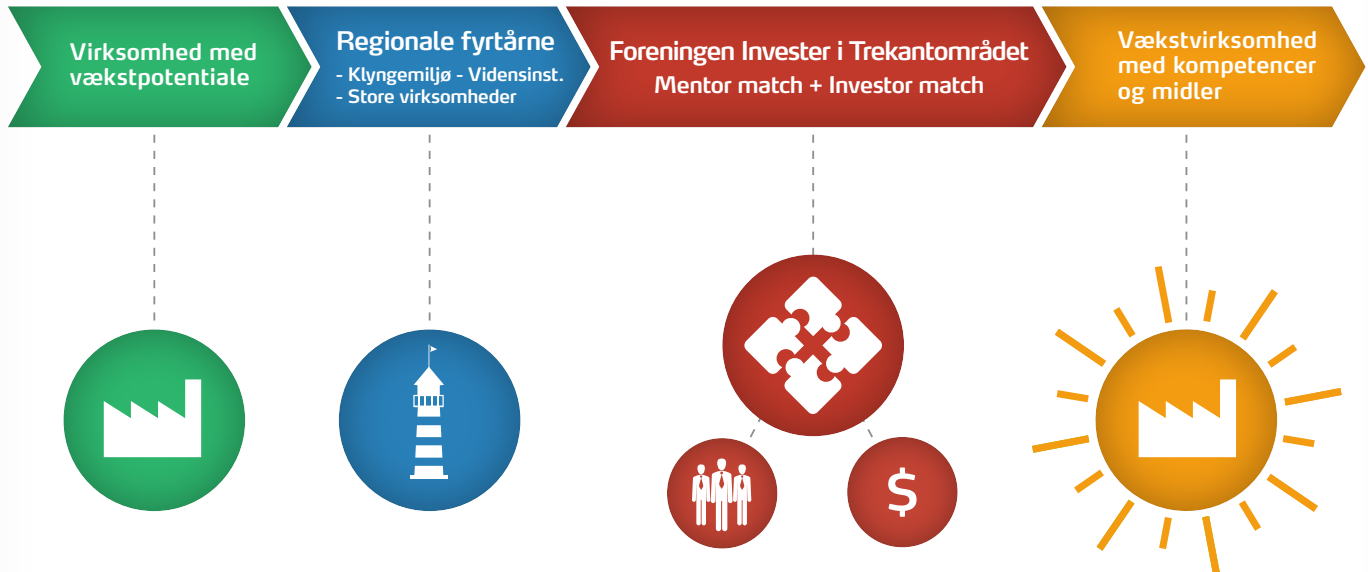 Virksomhed med
vækstpotentiale
Regionale fyrtårne
- Klyngemiljø - Vidensinst.
- Store virksomheder
Foreningen Invester i Trekantområdet
Mentor match + Investor match
Vækstvirksomhed
med kompetencer
og midler
$